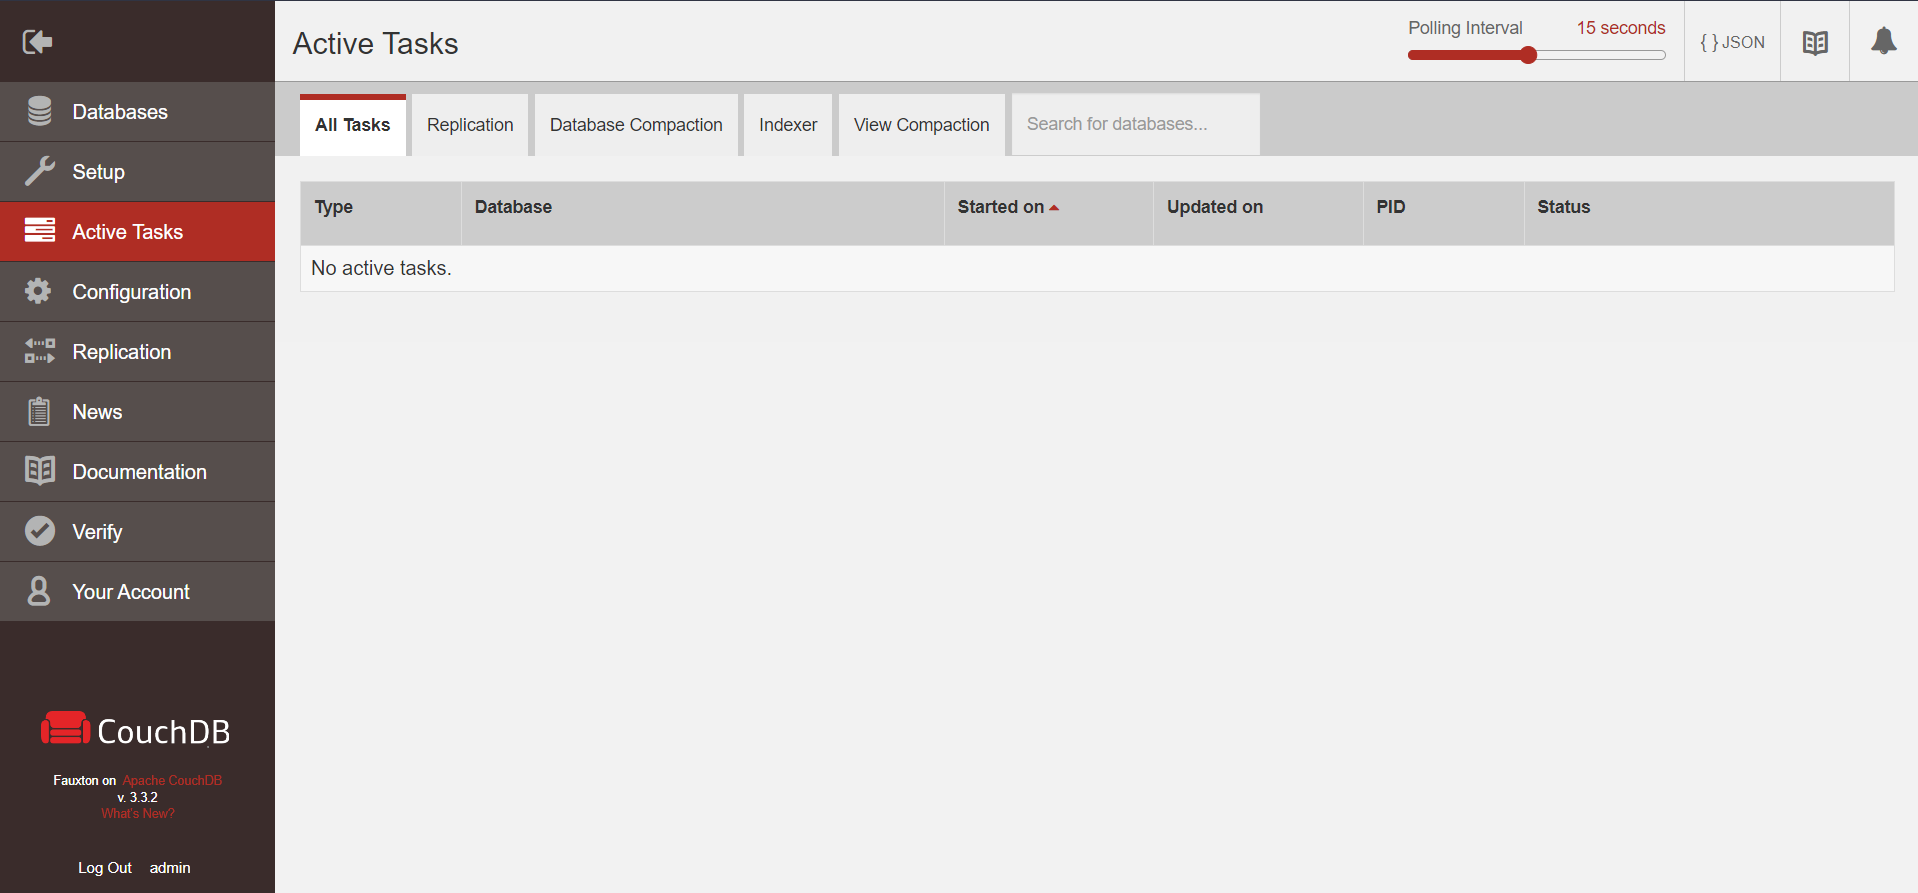 Databases
Setup
Active Tasks
Configuration
Replication
News
Documentation
Verify
Your Account
CouchDB
Fauxton on Apache CouchDB
v. 3.3.2
What's New?
Log Out admin
Active Tasks
Polling Interval 15 seconds
{ } JSON
All Tasks Replication Database Compaction Indexer View Compaction Search for databases...
Type Database Started on Updated on PID Status
No active tasks.